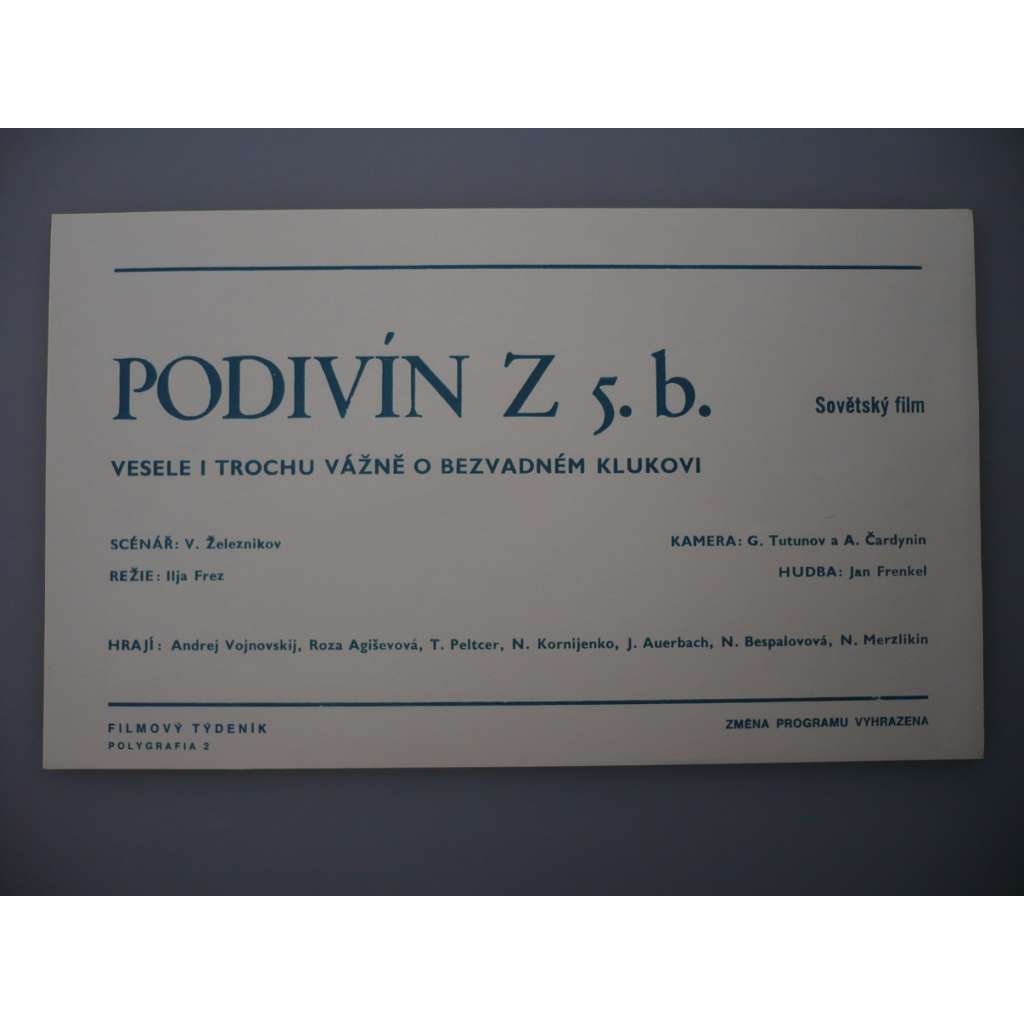 PODIVÍN Z 5. b.
Sovětský film
VESELE I TROCHU VÁŽNĚ O BEZVADNÉM KLUKOVI
SCÉNÁŘ: V. Železnikov
KAMERA: G. Tutunov a A. Čardynin
REŽIE: Ilja Frez
HUDBA: Jan Frenkel
HRAJÍ: Andrej Vojnovskij, Roza Agiševová, T. Peltcer, N. Kornijenko, J. Auerbach, N. Bespalovová, N. Merzlikin
FILMOVÝ TÝDENÍK
ZMĚNA PROGRAMU VYHRAZENA
POLYGRAFIA 2